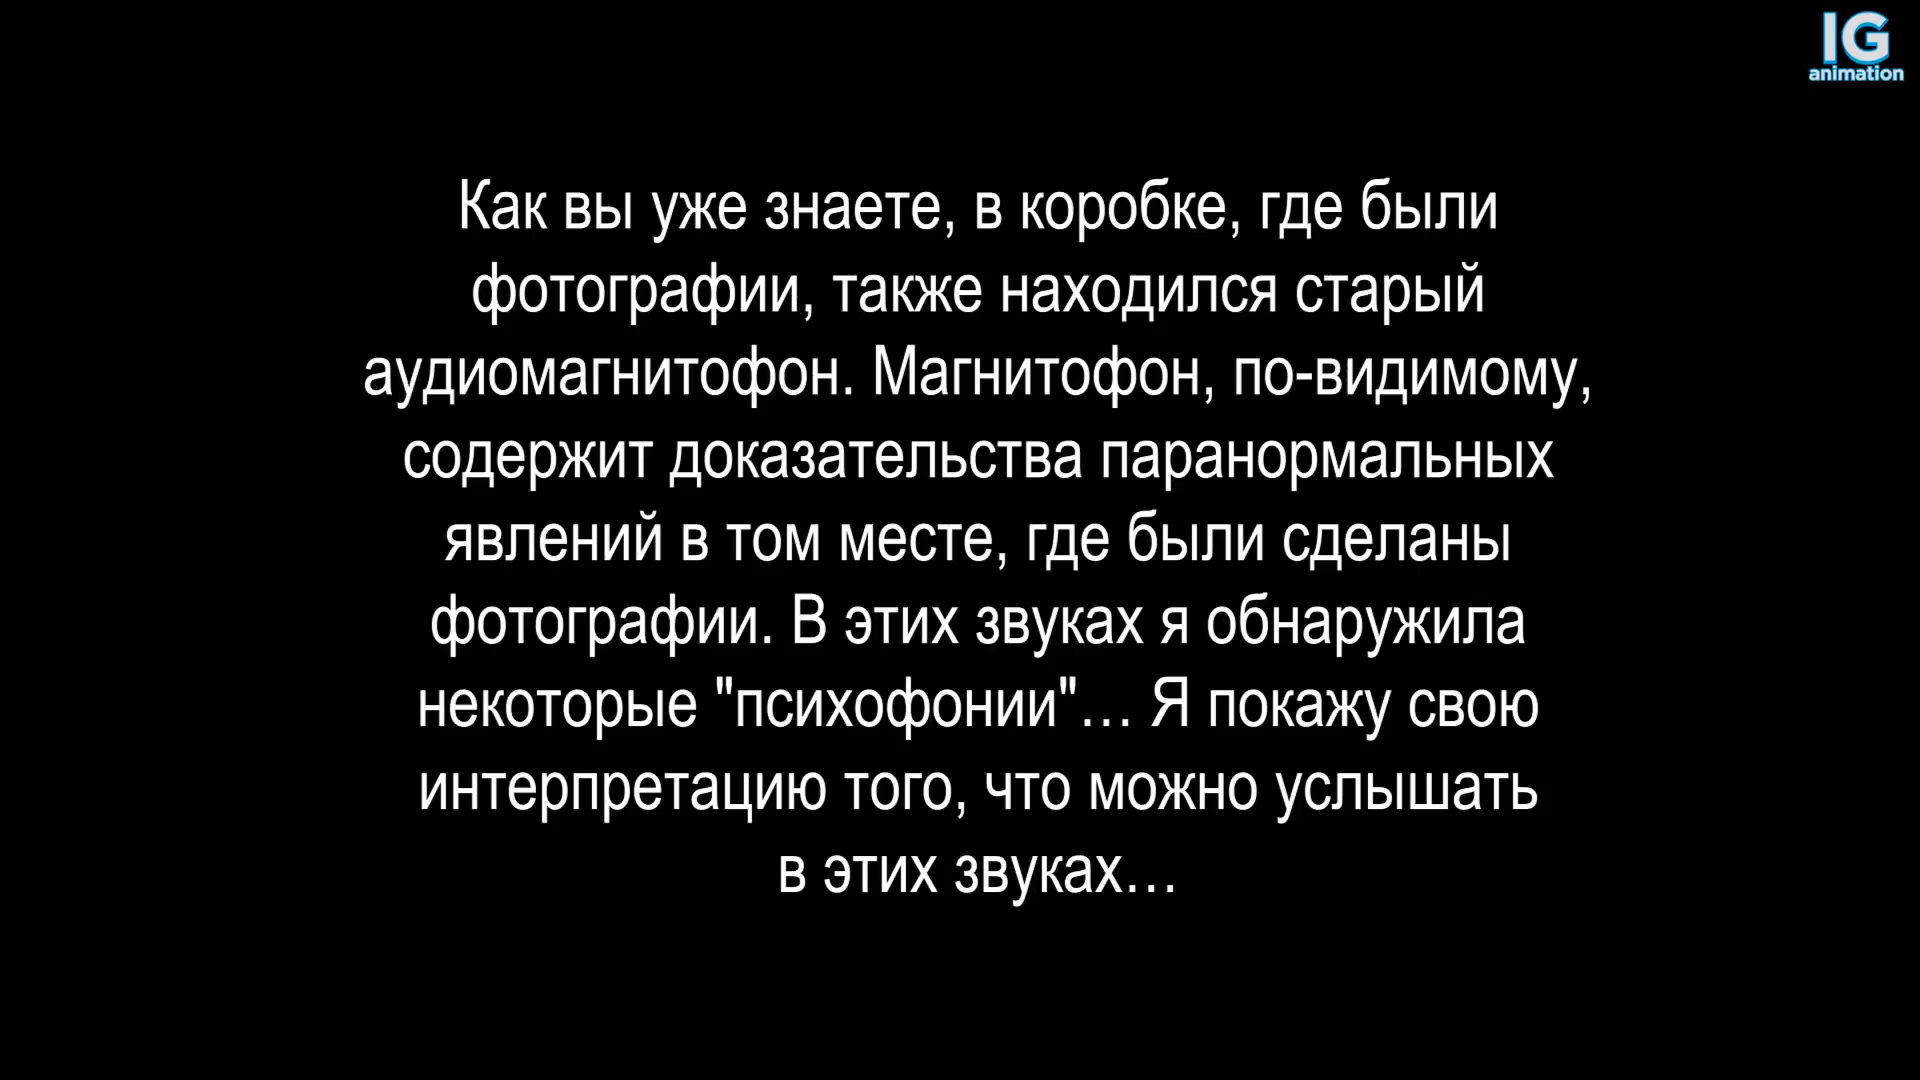 IG
animation
Как вы уже знаете, в коробке, где были
фотографии, также находился старый
аудиомагнитофон. Магнитофон, по-видимому,
содержит доказательства паранормальных
явлений в том месте, где были сделаны
фотографии. В этих звуках я обнаружила
некоторые "психофонии"… Я покажу свою
интерпретацию того, что можно услышать
в этих звуках…